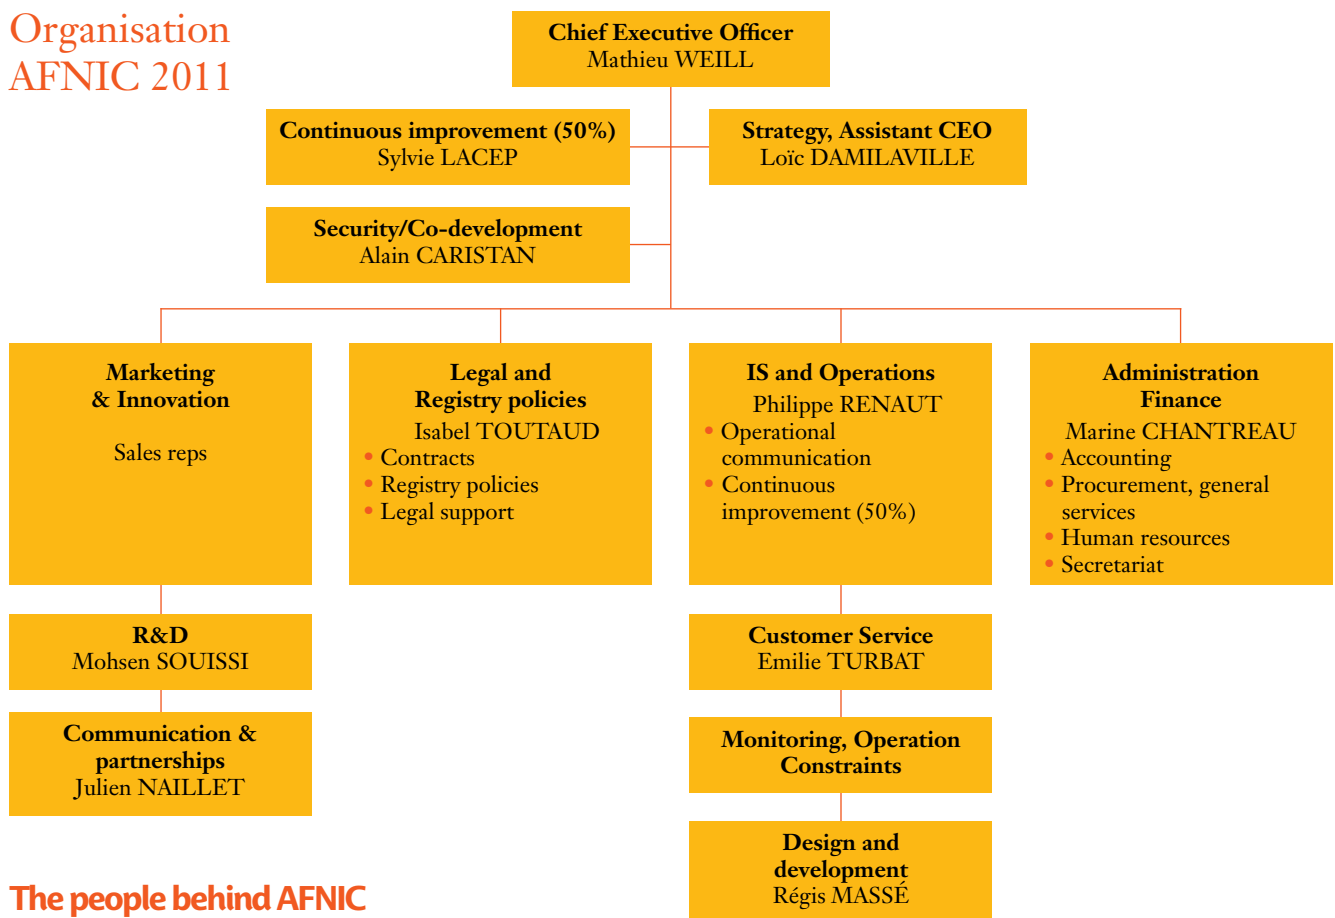 Organisation
AFNIC 2011
Chief Executive Officer
Mathieu WEILL
Continuous improvement (50%)
Sylvie LACEP
Strategy, Assistant CEO
Loïc DAMILAVILLE
Security/Co-development
Alain CARISTAN
Marketing
& Innovation
Sales reps
Legal and
Registry policies
Isabel TOUTAUD
• Contracts
• Registry policies
• Legal support
IS and Operations
Philippe RENAUT
• Operational
communication
• Continuous
improvement (50%)
Administration
Finance
Marine CHANTREAU
• Accounting
• Procurement, general
services
• Human resources
• Secretariat
R&D
Mohsen SOUISSI
Communication &
partnerships
Julien NAILLET
Customer Service
Emilie TURBAT
Monitoring, Operation
Constraints
Design and
development
Régis MASSÉ
The people behind AFNIC